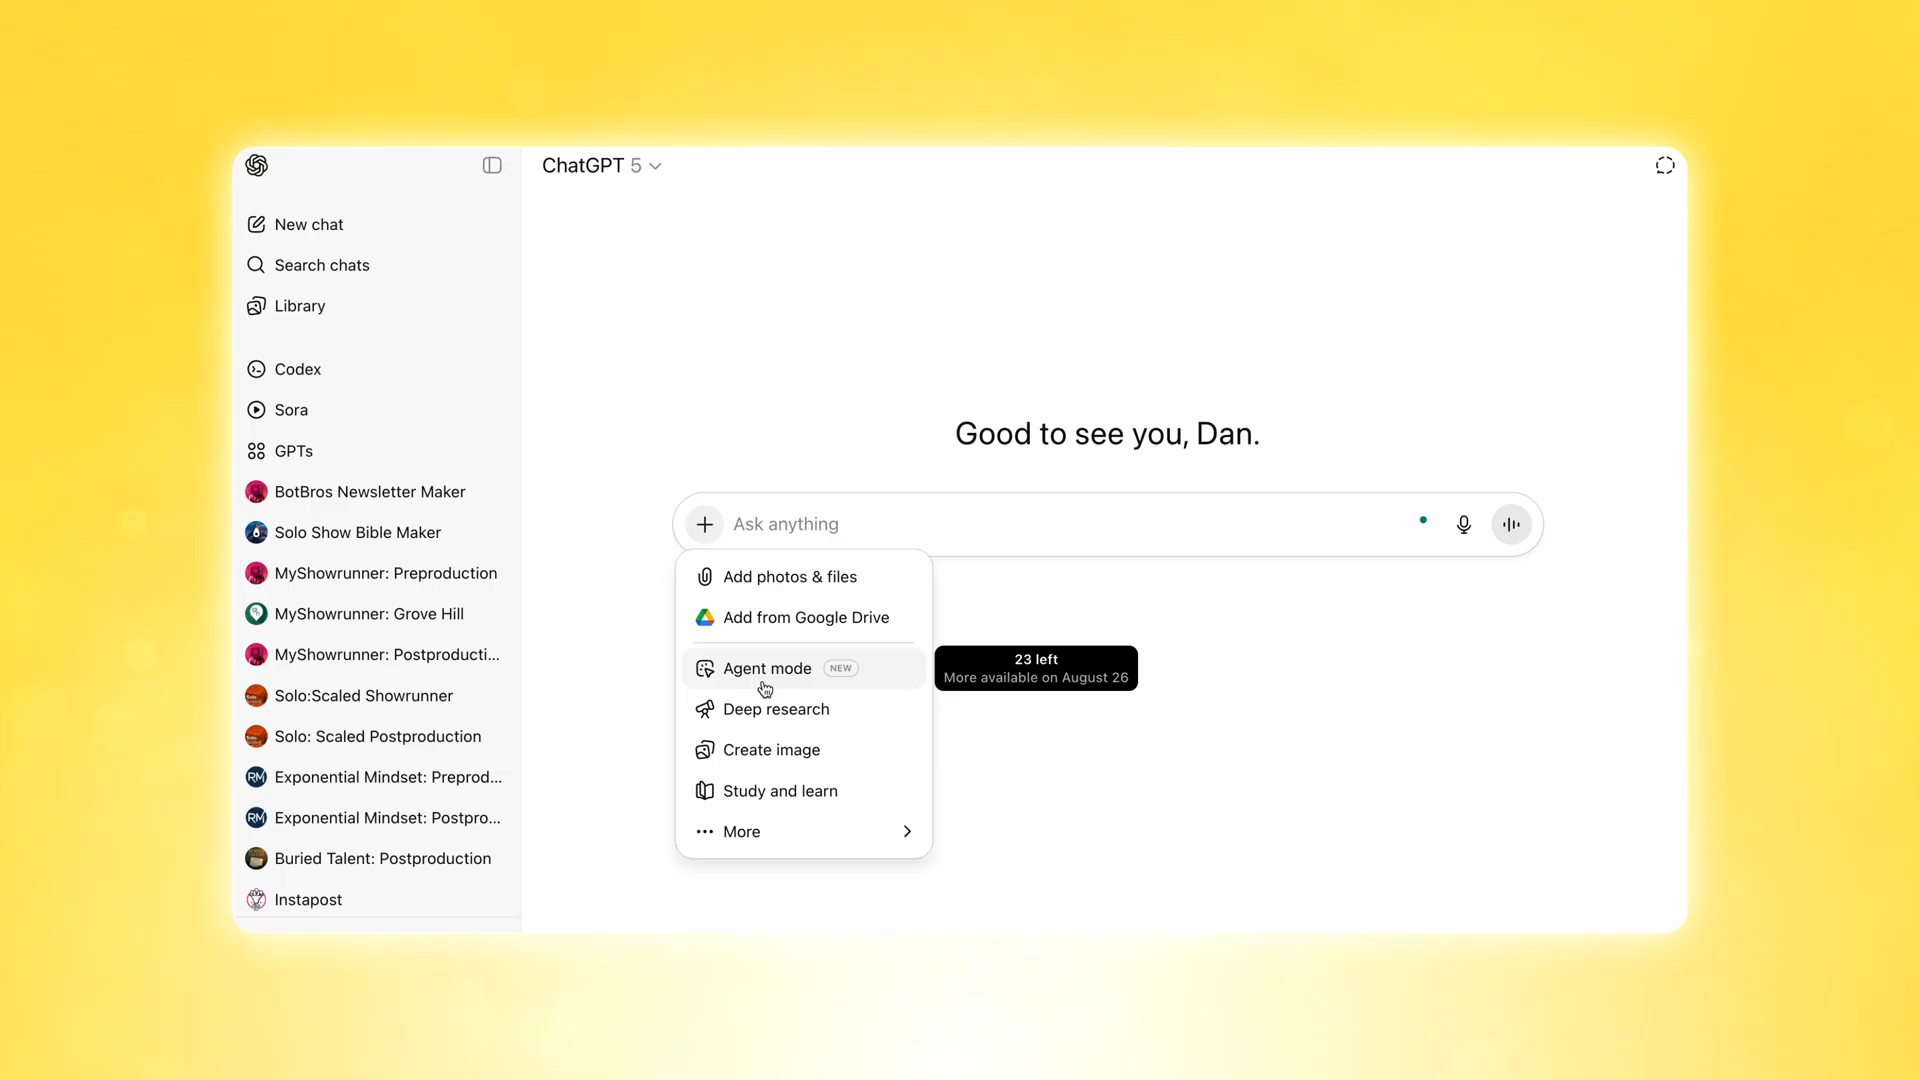 ChatGPT 5
New chat
Search chats
Library
Codex
Sora
GPTs
BotBros Newsletter Maker
Solo Show Bible Maker
MyShowrunner: Preproduction
MyShowrunner: Grove Hill
MyShowrunner: Postproducti...
Solo:Scaled Showrunner
Solo: Scaled Postproduction
RM Exponential Mindset: Preprod...
RM Exponential Mindset: Postpro...
Buried Talent: Postproduction
Instapost
Good to see you, Dan.
Ask anything
Add photos & files
Add from Google Drive
Agent mode NEW
23 left
More available on August 26
Deep research
Create image
Study and learn
More